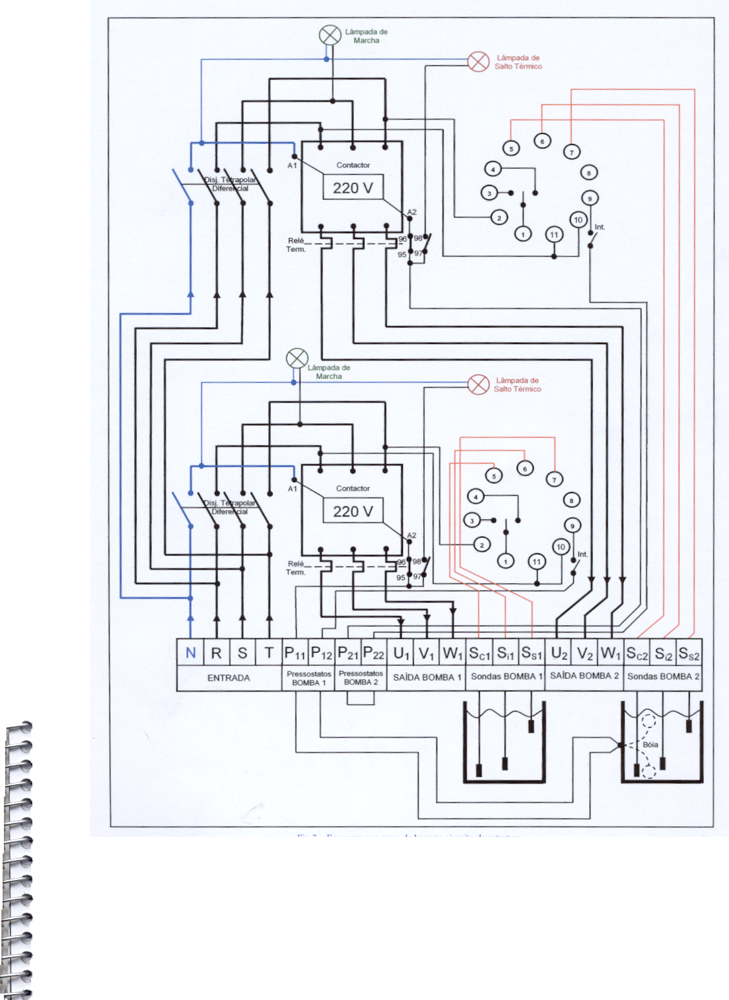 Lâmpada de
Marcha
Lâmpada de
Salto Térmico
5
6
7
8
4
3
9
2
10
1
11
Int.
A1
Contactor
220 V
Disj. Tetrapolar
Diferencial
A2
Relé
Term.
96
98
95
97
Lâmpada de
Marcha
Lâmpada de
Salto Térmico
5
6
7
8
4
3
9
2
10
1
11
Int.
A1
Contactor
220 V
Disj. Tetrapolar
Diferencial
A2
Relé
Term.
96
98
95
97
N R S T P11 P12 P21 P22 U1 V1 W1 SC1 Si1 SS1 U2 V2 W1 SC2 Si2 SS2
ENTRADA
Pressostatos
BOMBA 1
Pressostatos
BOMBA 2
SAÍDA BOMBA 1
Sondas BOMBA 1
SAÍDA BOMBA 2
Sondas BOMBA 2
Bóia